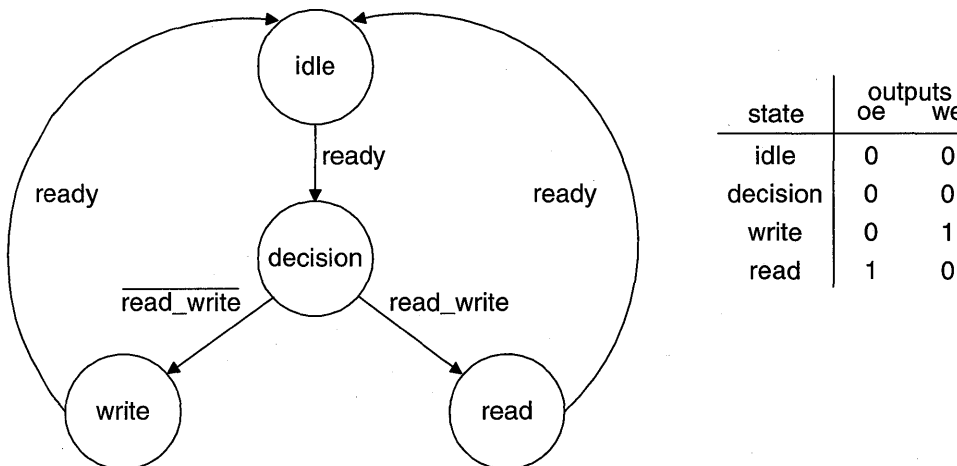 idle
ready
ready
ready
decision
read_write
read_write
write
read
outputs
state oe we
idle 0 0
decision 0 0
write 0 1
read 1 0